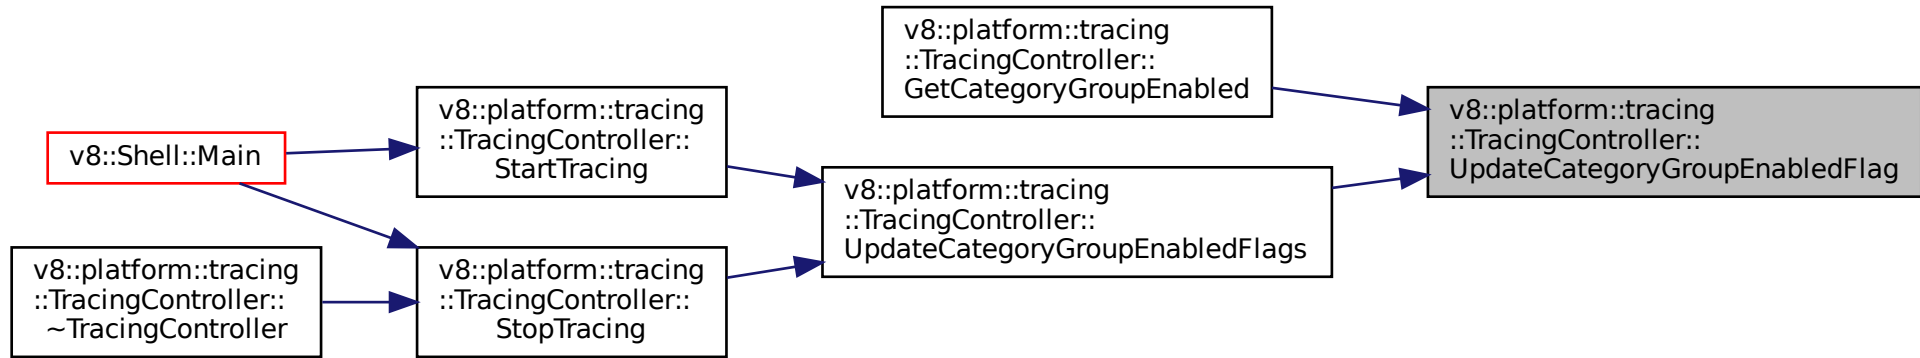 v8::Shell::Main
v8::platform::tracing
::TracingController::
~TracingController
v8::platform::tracing
::TracingController::
StartTracing
v8::platform::tracing
::TracingController::
StopTracing
v8::platform::tracing
::TracingController::
GetCategoryGroupEnabled
v8::platform::tracing
::TracingController::
UpdateCategoryGroupEnabledFlags
v8::platform::tracing
::TracingController::
UpdateCategoryGroupEnabledFlag